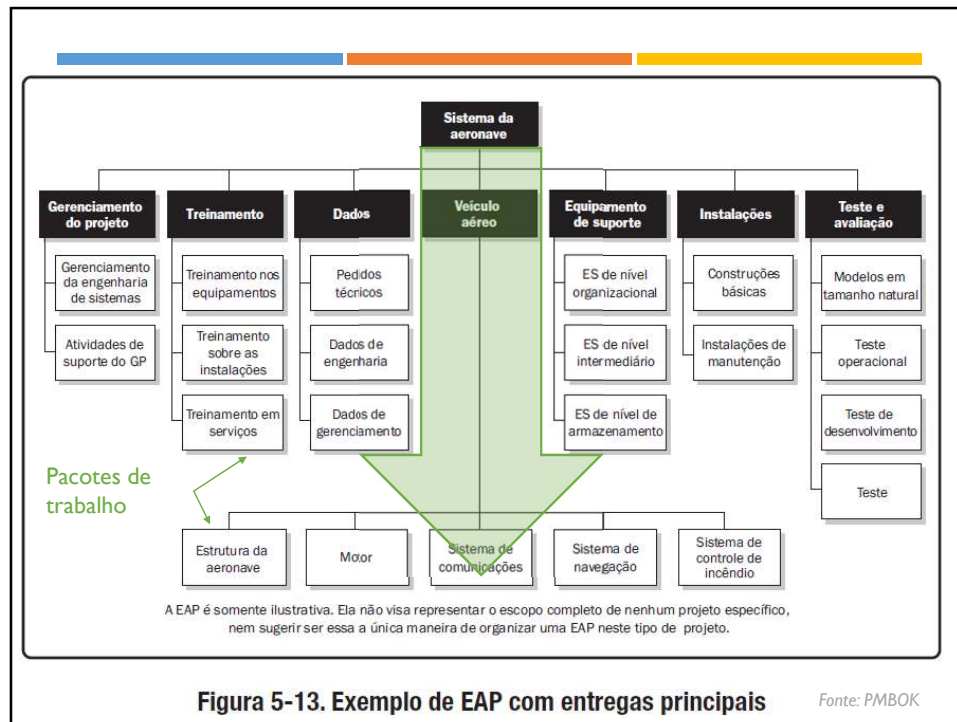 Sistema da
aeronave
Gerenciamento
do projeto
Treinamento
Dados
Veículo
aéreo
Equipamento
de suporte
Instalações
Teste e
avaliação
Gerenciamento
da engenharia
de sistemas
Treinamento nos
equipamentos
Pedidos
técnicos
ES de nível
organizacional
Construções
básicas
Modelos em
tamanho natural
Atividades de
suporte do GP
Treinamento
sobre as
instalações
Dados de
engenharia
ES de nível
intermediário
Instalações de
manutenção
Teste
operacional
Treinamento em
serviços
Dados de
gerenciamento
ES de nível de
armazenamento
Teste de
desenvolvimento
Teste
Pacotes de
trabalho
Estrutura da
aeronave
Motor
Sistema de
comunicações
Sistema de
navegação
Sistema de
controle de
incêndio
A EAP é somente ilustrativa. Ela não visa representar o escopo completo de nenhum projeto específico,
nem sugerir ser essa a única maneira de organizar uma EAP neste tipo de projeto.
Figura 5-13. Exemplo de EAP com entregas principais
Fonte: PMBOK